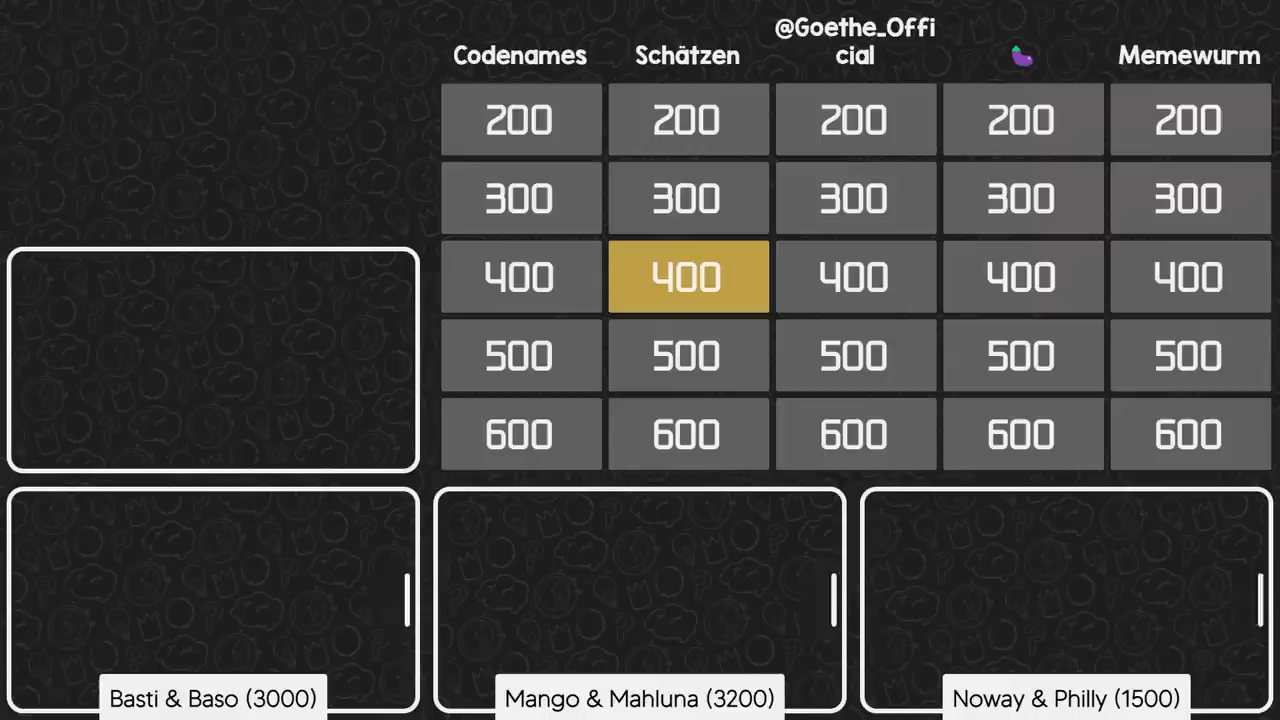 Codenames
Schätzen
@Goethe_Offi
cial
🍆
Memewurm
200 200 200 200 200
300 300 300 300 300
400 400 400 400 400
500 500 500 500 500
600 600 600 600 600
Basti & Baso (3000)
Mango & Mahluna (3200)
Noway & Philly (1500)